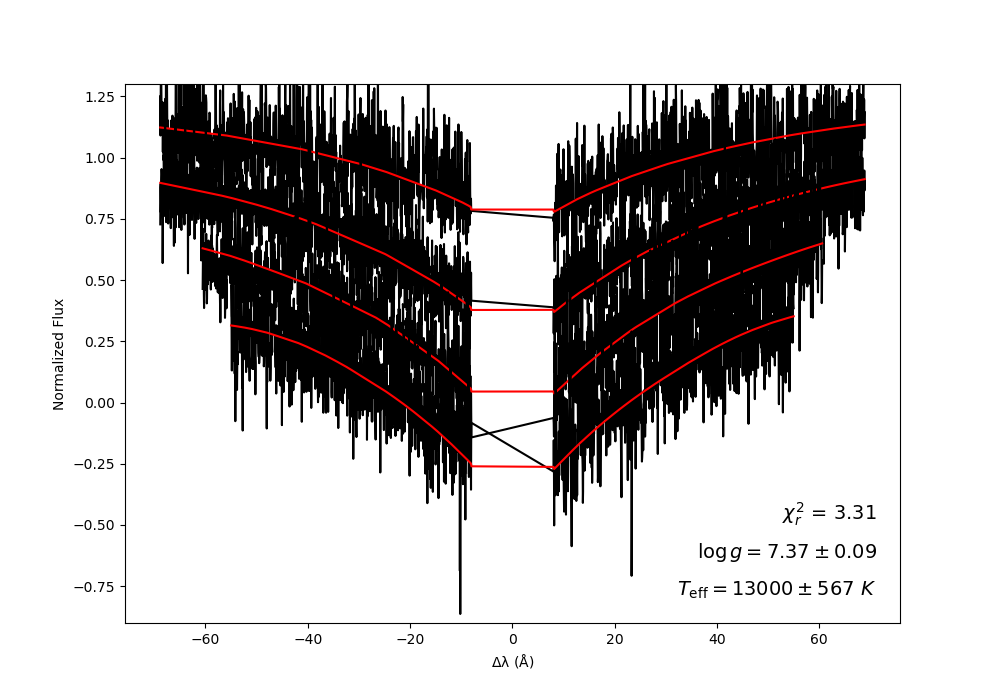 1.25
1.00
0.75
0.50
0.25
0.00
−0.25
−0.50
−0.75
Normalized Flux
χ²ᵣ = 3.31
log g = 7.37 ± 0.09
T_eff = 13000 ± 567 K
−60 −40 −20 0 20 40 60
Δλ (Å)